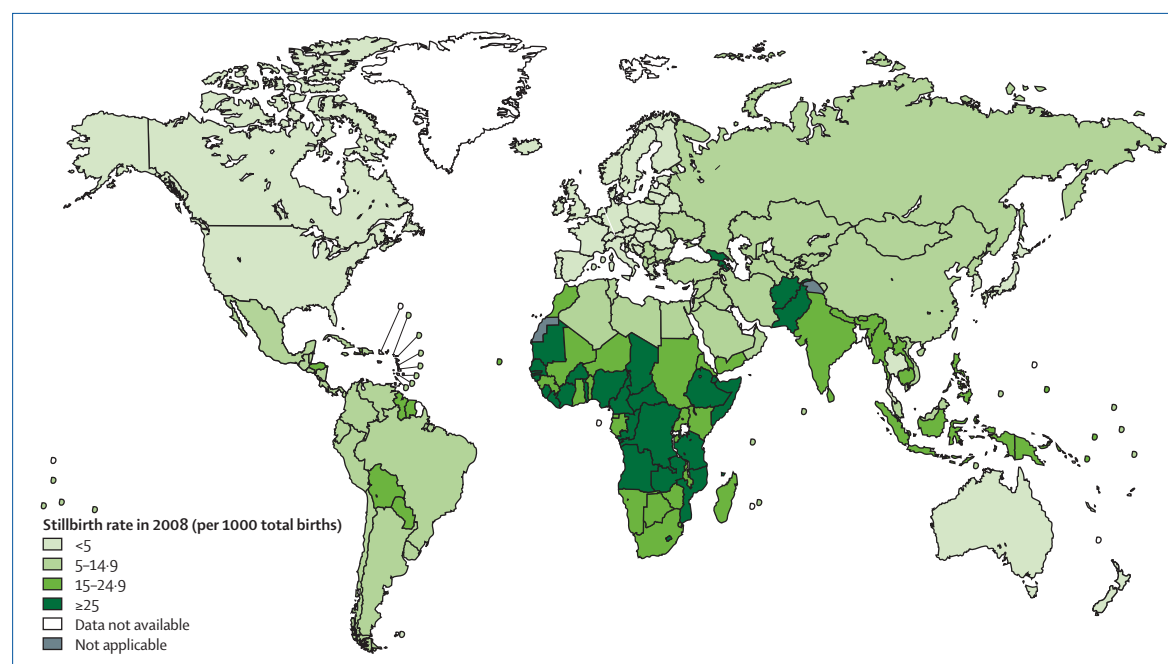 Stillbirth rate in 2008 (per 1000 total births)
<5
5–14·9
15–24·9
≥25
Data not available
Not applicable